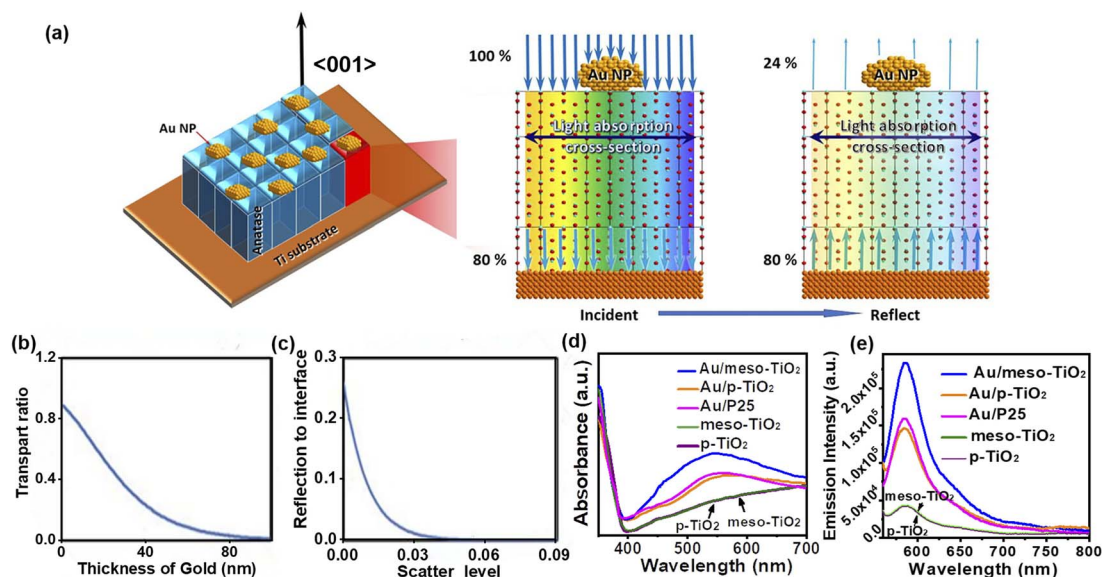 (a)
<001>
Au NP
Anatase
Ti substrate
100 %
Au NP
Light absorption
cross-section
80 %
24 %
Au NP
Light absorption
cross-section
80 %
Incident
Reflect
(b)
Transpart ratio
1.2
0.8
0.4
0.0
0
40
80
Thickness of Gold (nm)
(c)
Reflection to interface
0.3
0.2
0.1
0.0
0.00
0.03
0.06
0.09
Scatter level
(d)
Absorbance (a.u.)
Au/meso-TiO₂
Au/p-TiO₂
Au/P25
meso-TiO₂
p-TiO₂
p-TiO₂
meso-TiO₂
400
500
600
700
Wavelength (nm)
(e)
Emission Intensity (a.u.)
2.0x10⁵
1.5x10⁵
1.0x10⁵
5.0x10⁴
0.0
Au/meso-TiO₂
Au/p-TiO₂
Au/P25
meso-TiO₂
p-TiO₂
meso-TiO₂
p-TiO₂
600
650
700
750
800
Wavelength (nm)